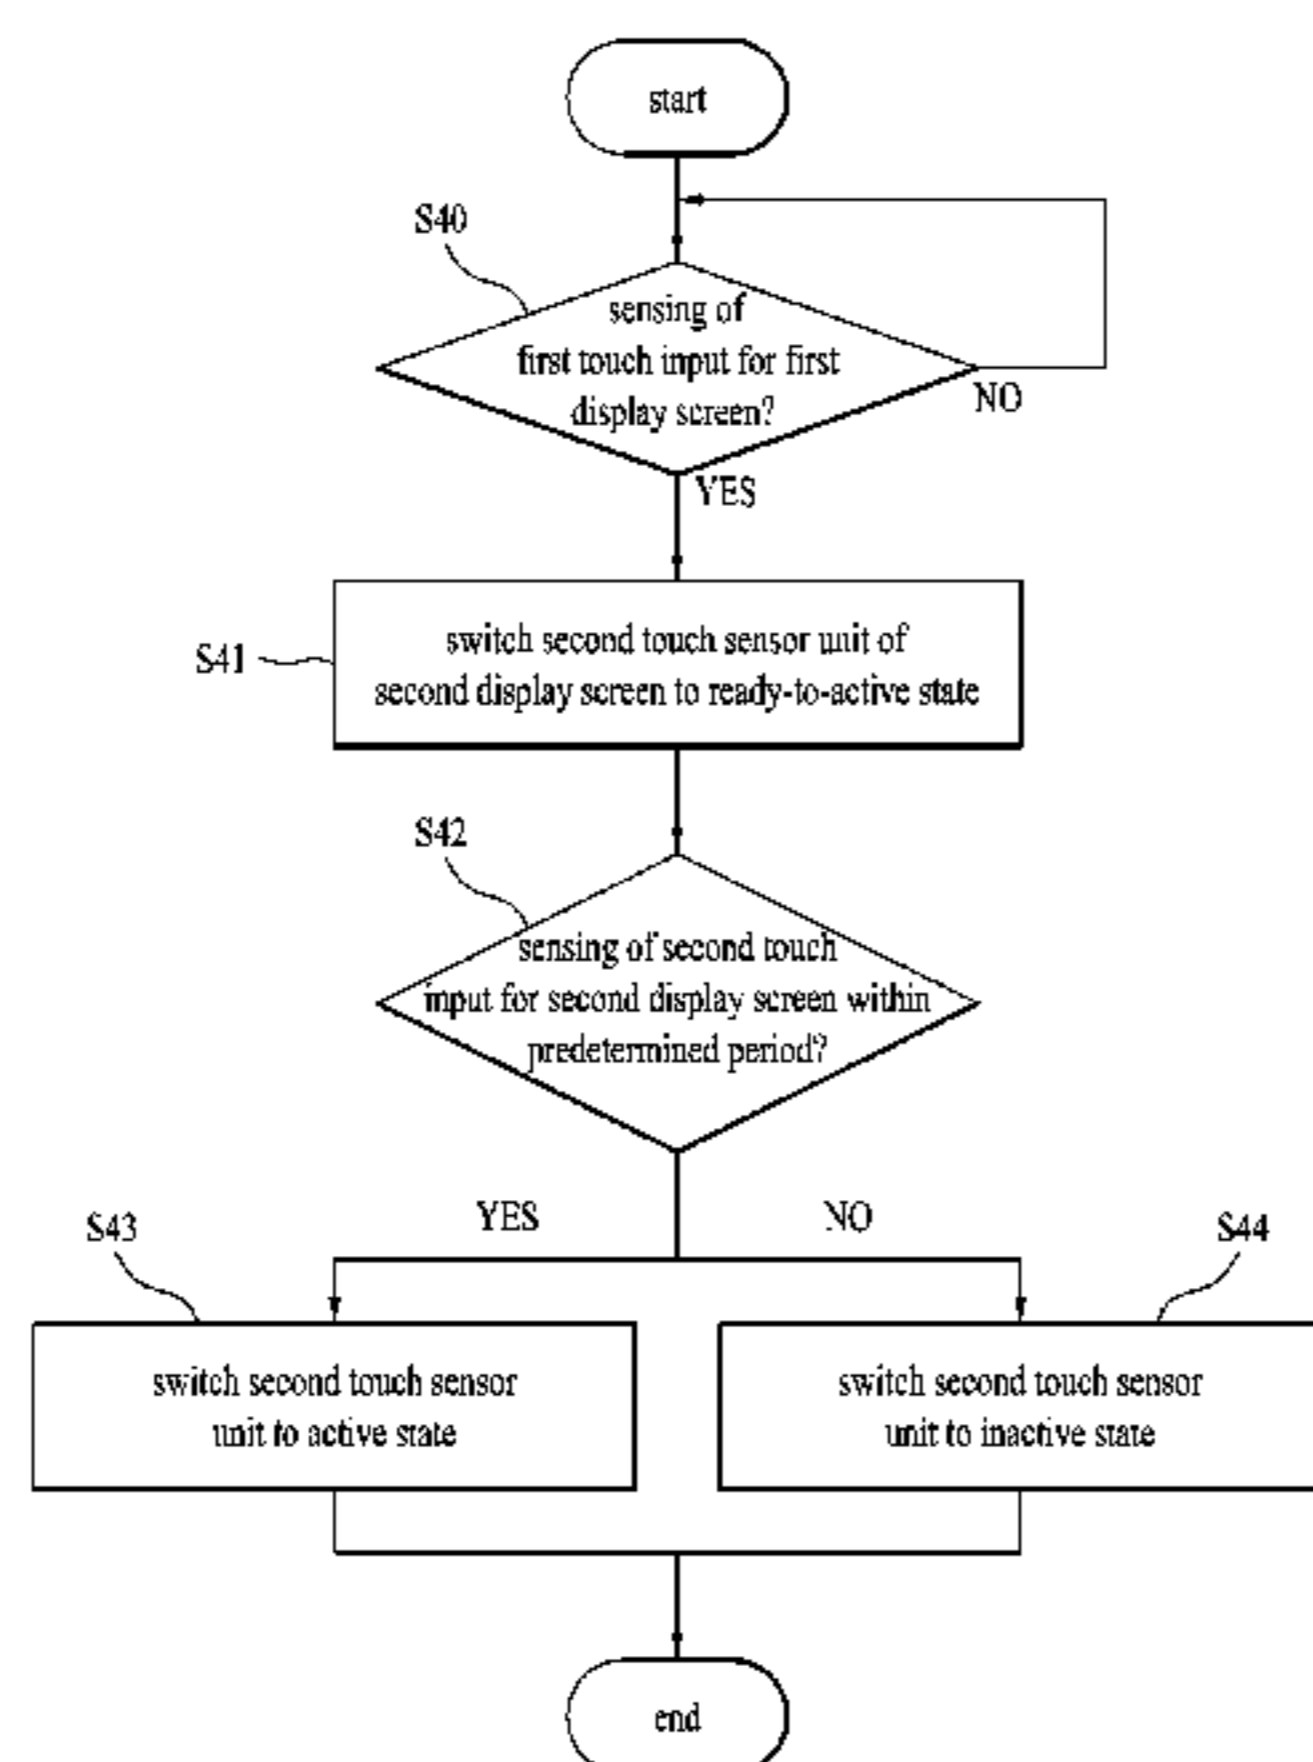 start
S40
sensing of
first touch input for first
display screen?
NO
YES
S41
switch second touch sensor unit of
second display screen to ready-to-active state
S42
sensing of second touch
input for second display screen within
predetermined period?
YES
NO
S43
S44
switch second touch sensor
unit to active state
switch second touch sensor
unit to inactive state
end